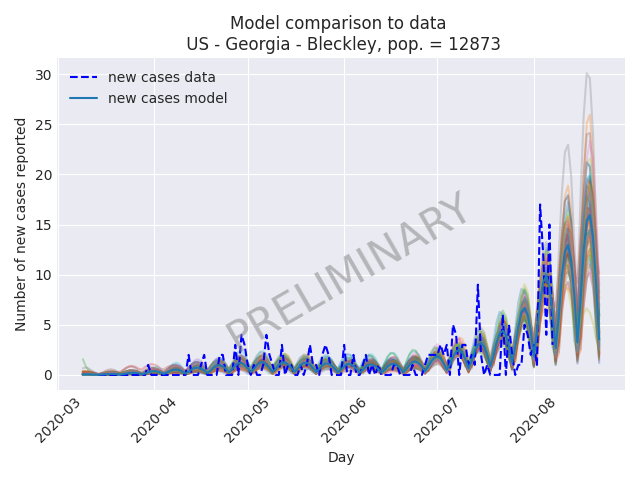 Model comparison to data
US - Georgia - Bleckley, pop. = 12873
new cases data
new cases model
30
25
20
15
10
5
0
Number of new cases reported
PRELIMINARY
2020-03
2020-04
2020-05
2020-06
2020-07
2020-08
Day